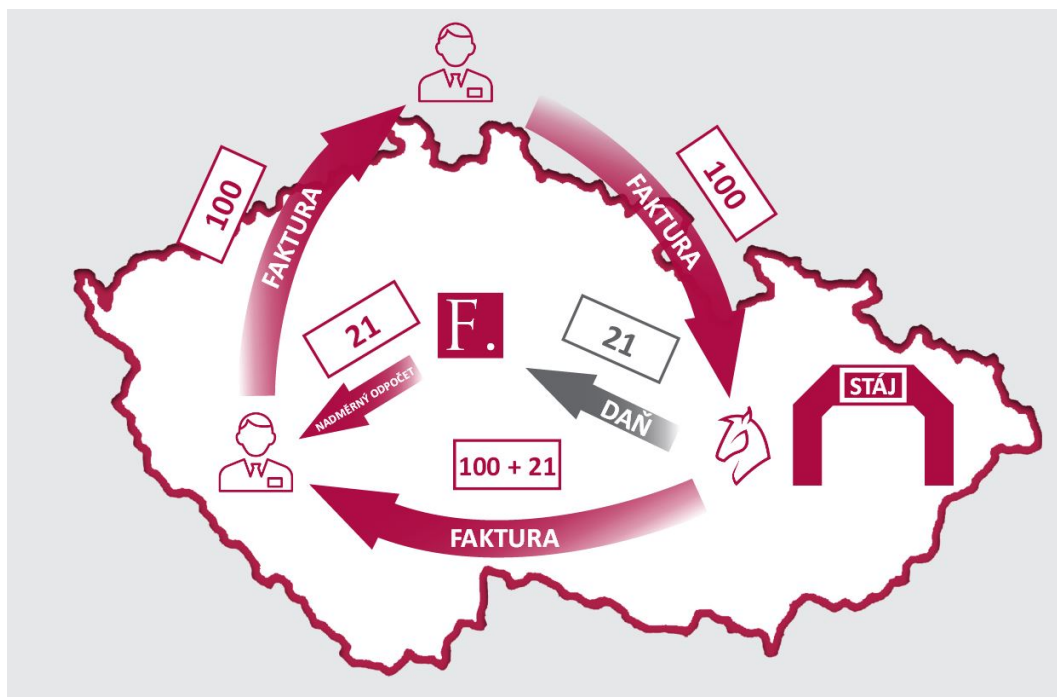 100
FAKTURA
FAKTURA
100
21
F.
21
NADMĚRNÝ ODPOČET
DAŇ
STÁJ
100 + 21
FAKTURA